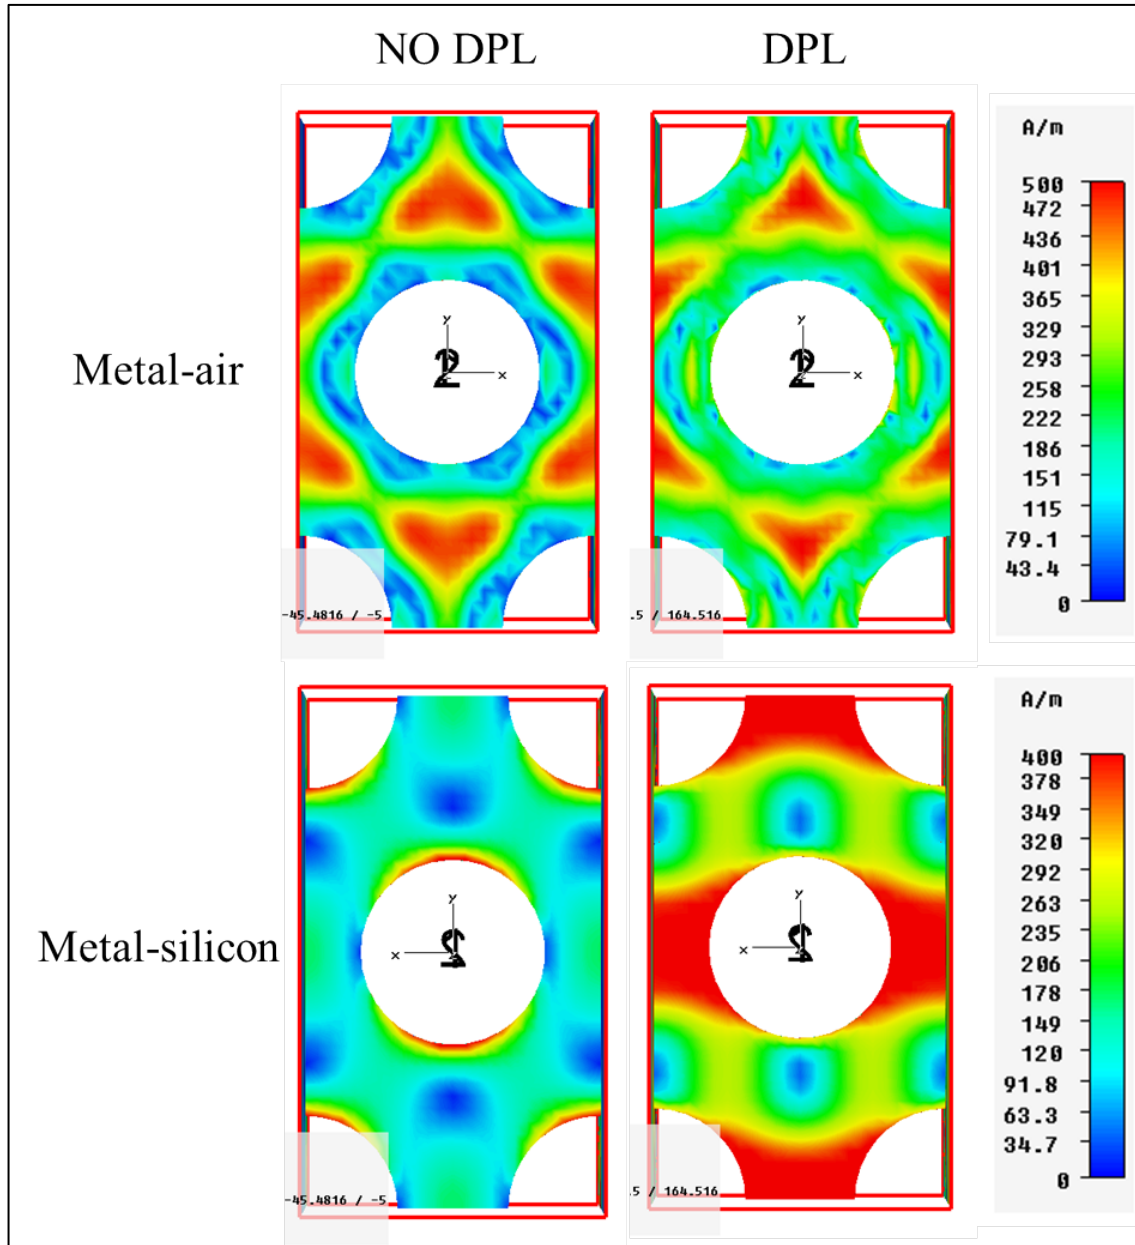 NO DPL DPL
A/m
500
472
436
401
365
329
293
258
222
186
151
115
79.1
43.4
0
Metal-air
y
x
y
x
-45.4816 / -5
.5 / 164.516
A/m
400
378
349
320
292
263
235
206
178
149
120
91.8
63.3
34.7
0
Metal-silicon
y
x
y
x
-45.4816 / -5
.5 / 164.516